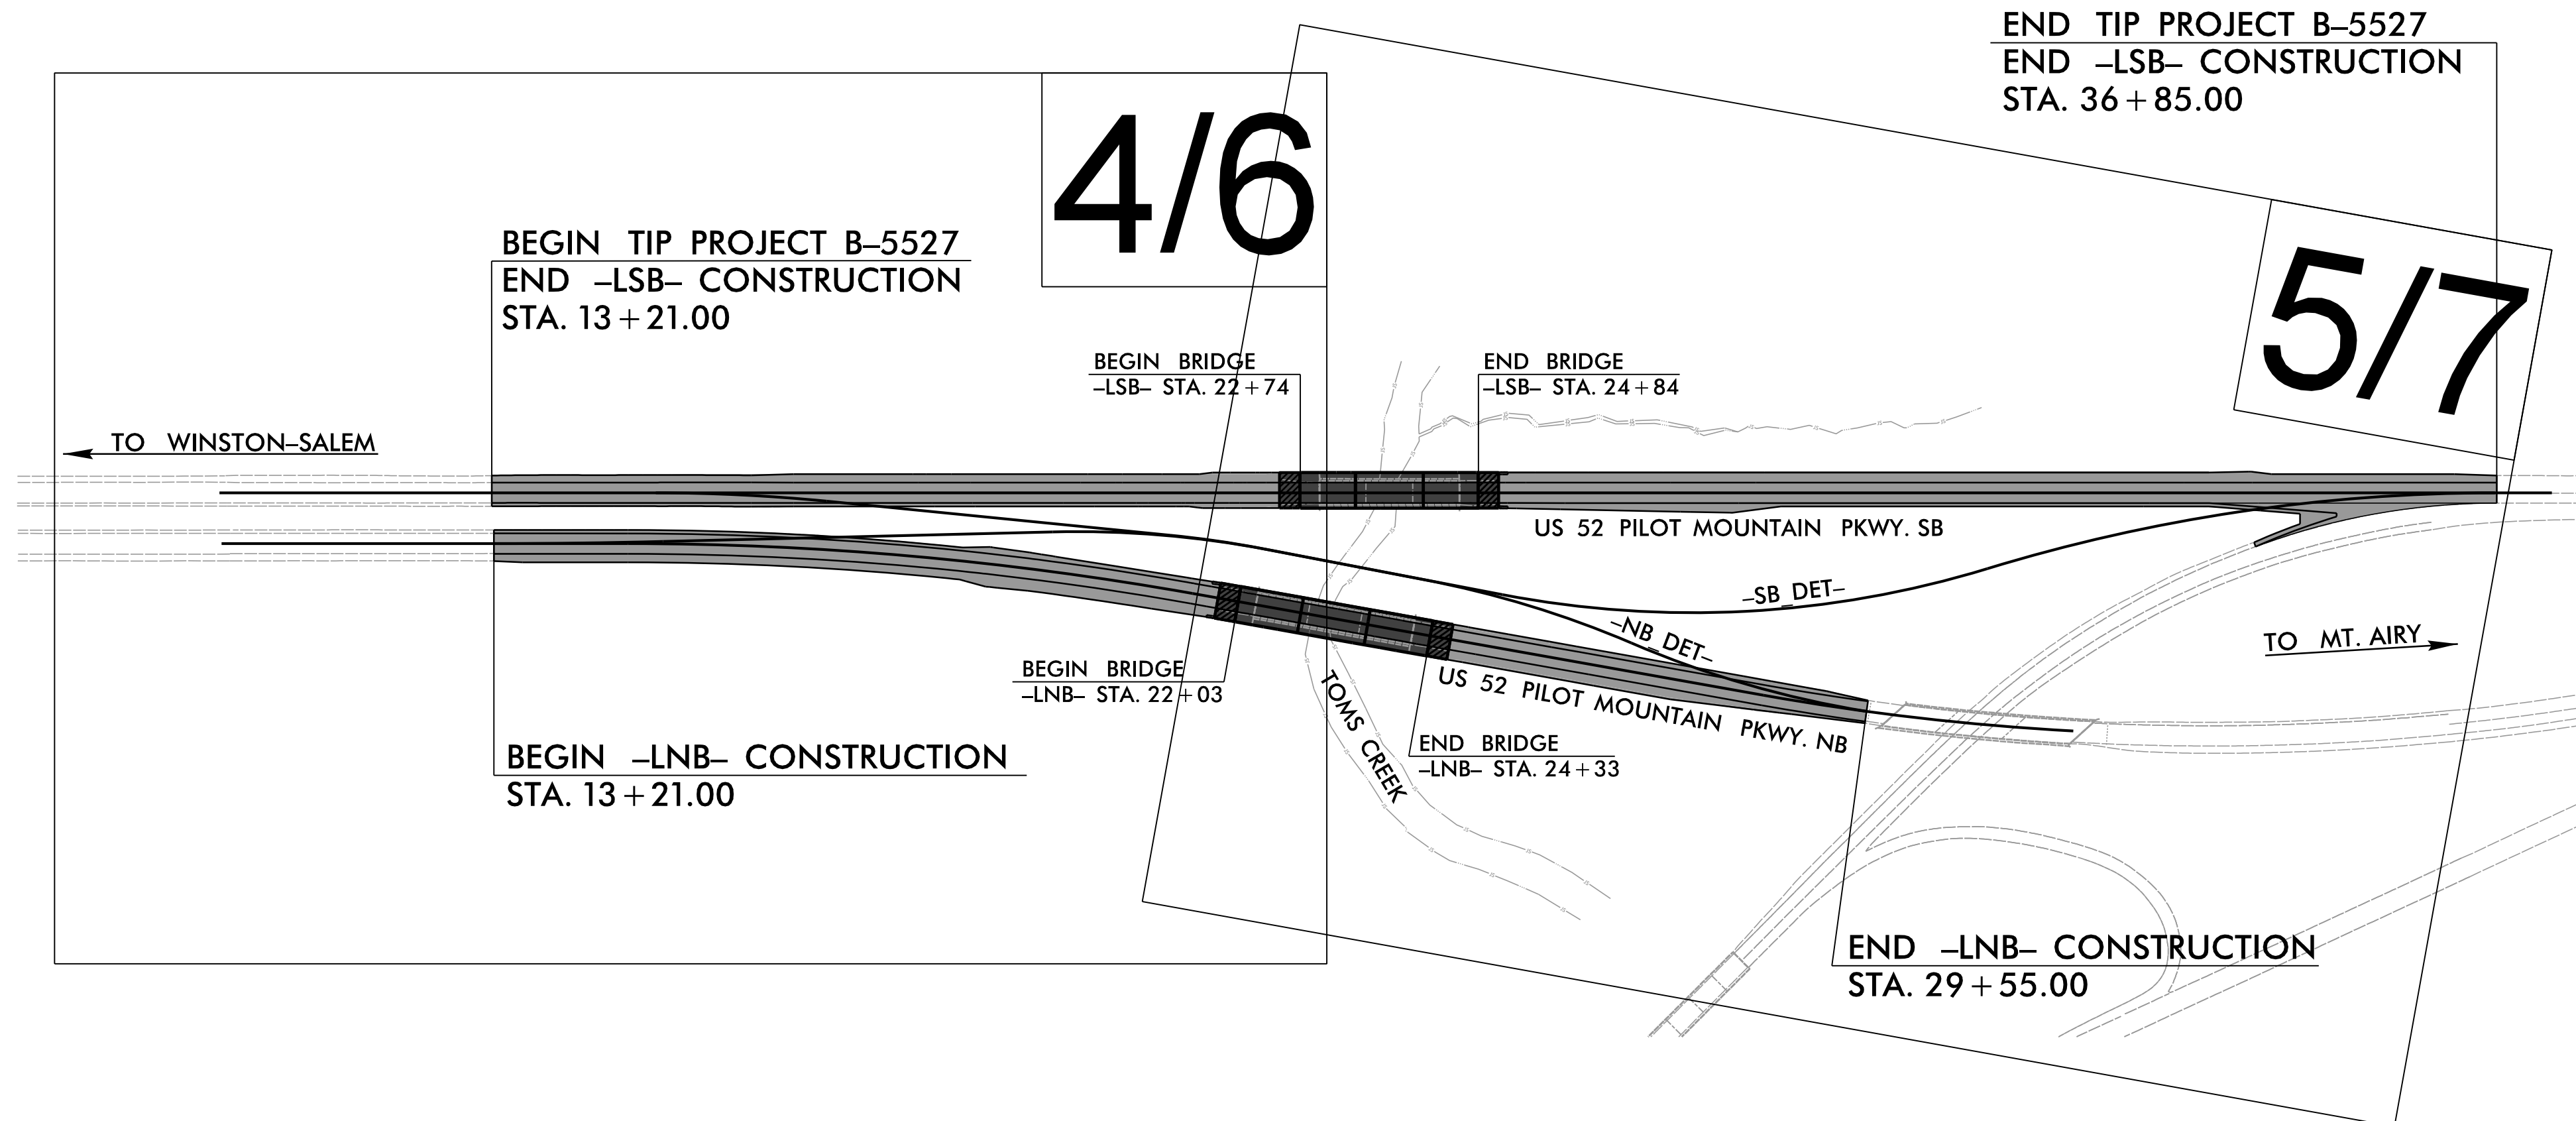 END TIP PROJECT B–5527
END –LSB– CONSTRUCTION
STA. 36+85.00
4/6
5/7
BEGIN TIP PROJECT B–5527
END –LSB– CONSTRUCTION
STA. 13+21.00
BEGIN BRIDGE
–LSB– STA. 22+74
END BRIDGE
–LSB– STA. 24+84
TO WINSTON–SALEM
US 52 PILOT MOUNTAIN PKWY. SB
–SB_DET–
–NB_DET–
TO MT. AIRY
BEGIN BRIDGE
–LNB– STA. 22+03
TOMS CREEK
US 52 PILOT MOUNTAIN PKWY. NB
END BRIDGE
–LNB– STA. 24+33
BEGIN –LNB– CONSTRUCTION
STA. 13+21.00
END –LNB– CONSTRUCTION
STA. 29+55.00